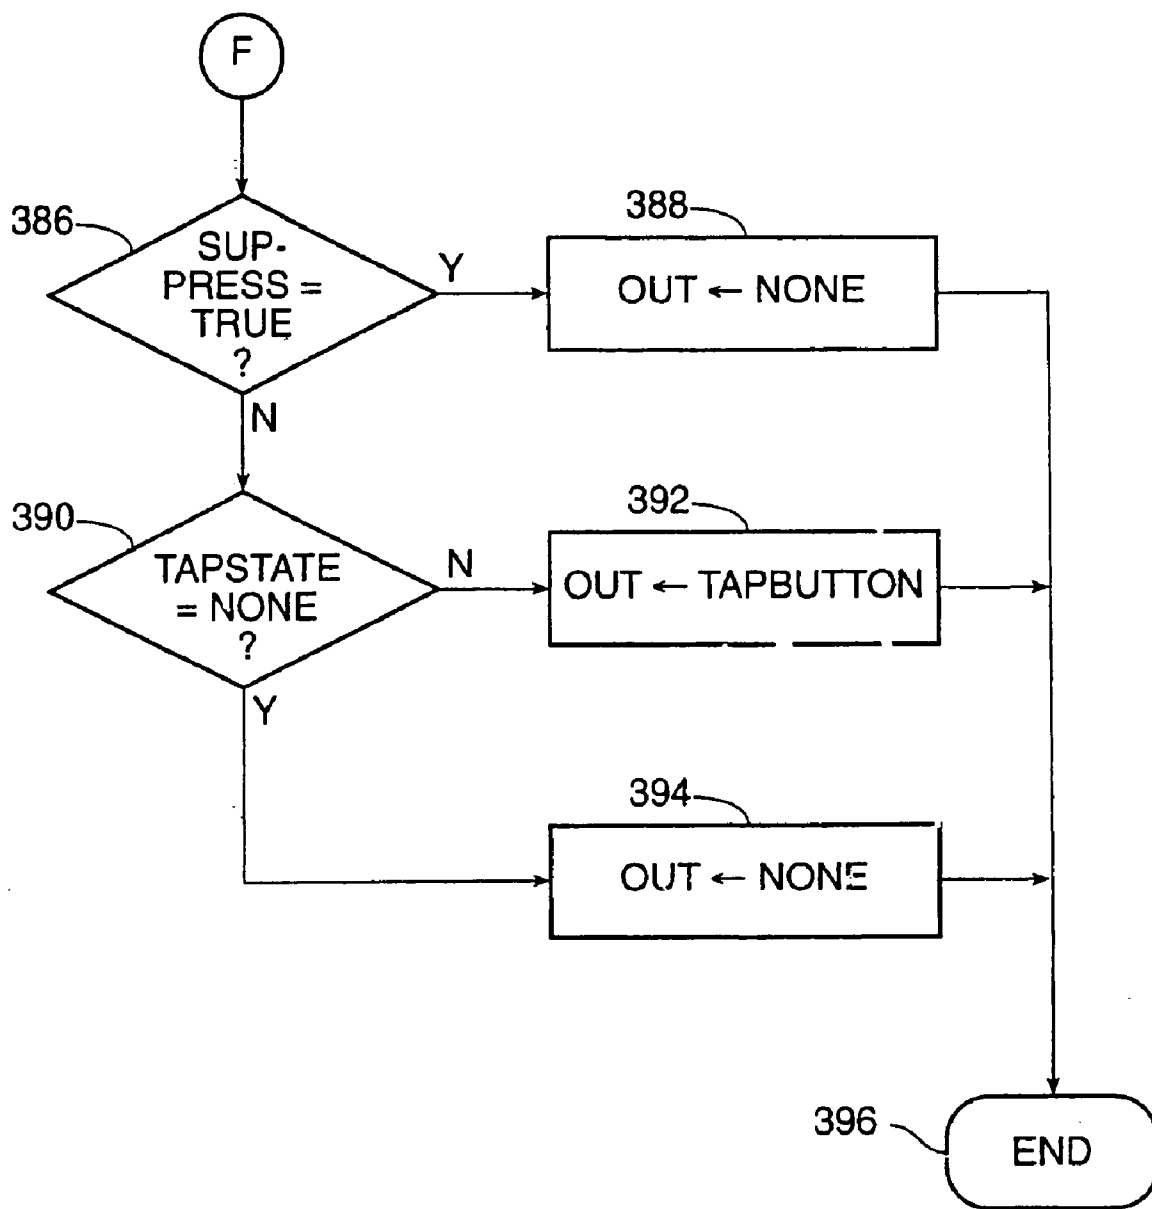 F
386
SUP-
PRESS =
TRUE
?
Y
N
388
OUT ← NONE
390
TAPSTATE
= NONE
?
N
Y
392
OUT ← TAPBUTTON
394
OUT ← NONE
396
END